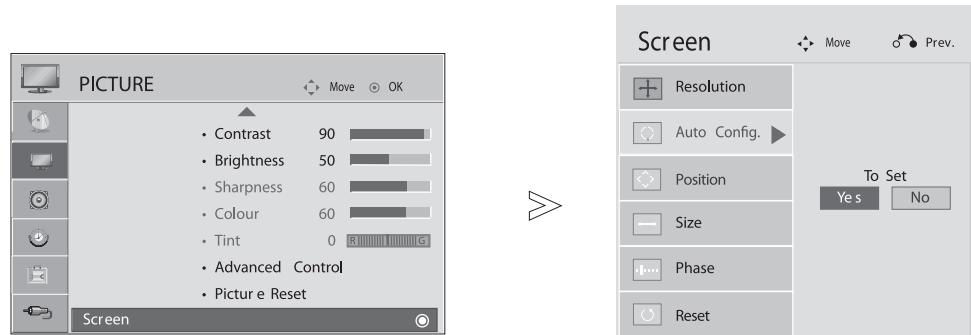 PICTURE
Move OK
• Contrast 90
• Brightness 50
• Sharpness 60
• Colour 60
• Tint 0 R G
• Advanced Control
• Pictur e Reset
Screen
Screen
Move Prev.
Resolution
Auto Config.
Position
Size
Phase
Reset
To Set
Ye s No